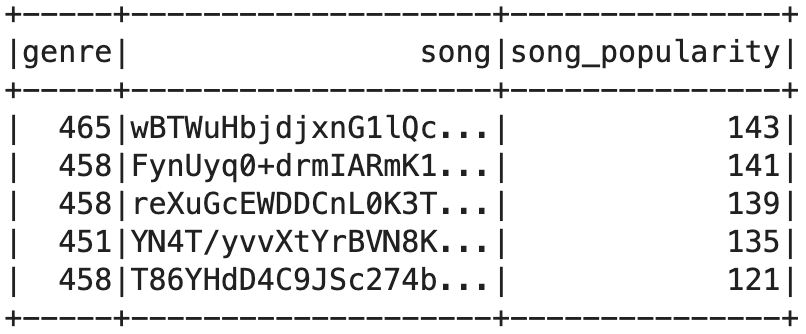 +-----+--------------------+---------------+
|genre|                song|song_popularity|
+-----+--------------------+---------------+
|  465|wBTWuHbjdjxnG1lQc...|            143|
|  458|FynUyq0+drmIARmK1...|            141|
|  458|reXuGcEWDDCnL0K3T...|            139|
|  451|YN4T/yvvXtYrBVN8K...|            135|
|  458|T86YHdD4C9JSc274b...|            121|
+-----+--------------------+---------------+